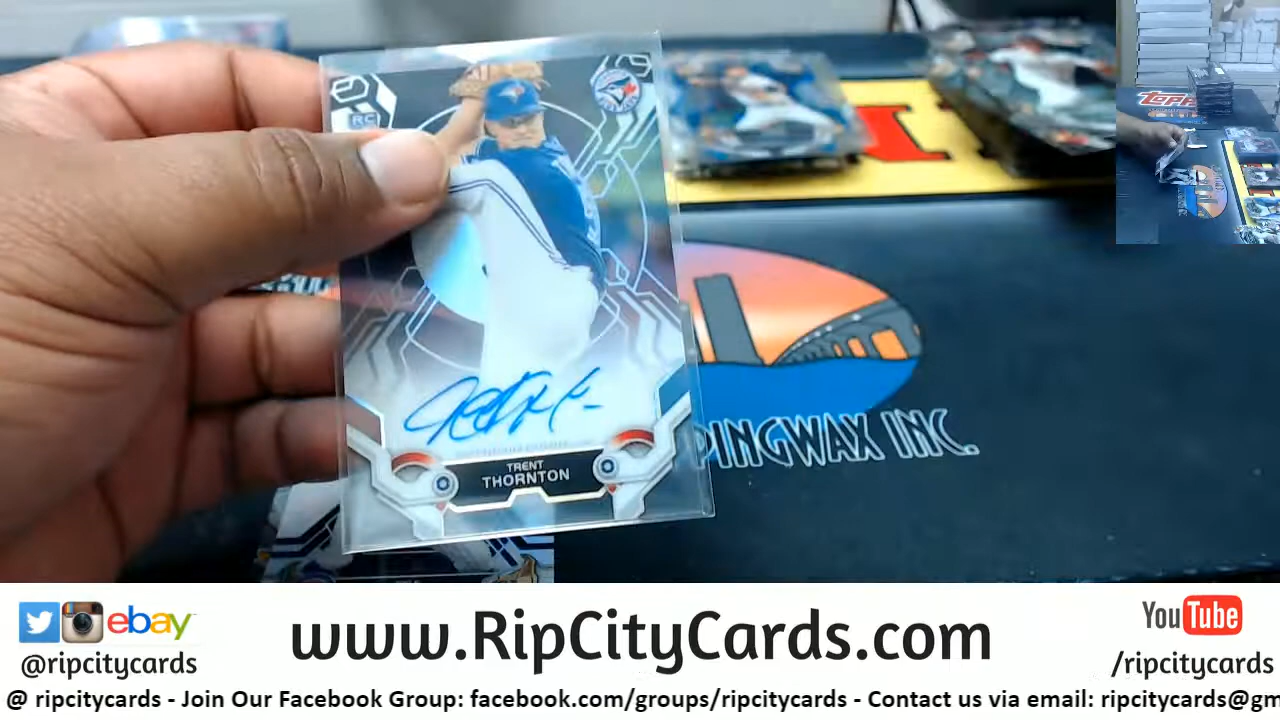 RC
TRENT
THORNTON
PINGWAX INC.
TOPPS
ebay
@ripcitycards
www.RipCityCards.com
YouTube
/ripcitycards
@ ripcitycards - Join Our Facebook Group: facebook.com/groups/ripcitycards - Contact us via email: ripcitycards@gm